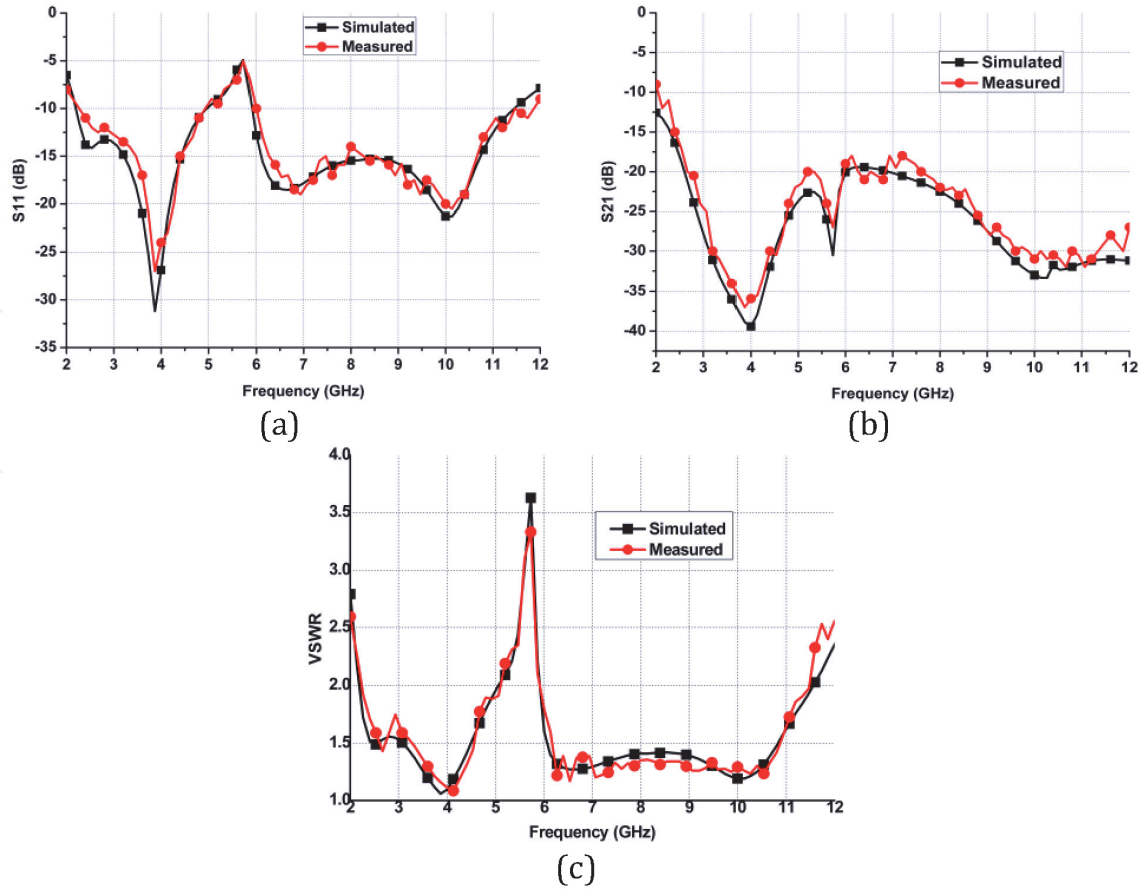 Simulated
Measured
0
-5
-10
-15
-20
-25
-30
-35
S11 (dB)
2 3 4 5 6 7 8 9 10 11 12
Frequency (GHz)
(a)
Simulated
Measured
0
-5
-10
-15
-20
-25
-30
-35
-40
S21 (dB)
2 3 4 5 6 7 8 9 10 11 12
Frequency (GHz)
(b)
Simulated
Measured
4.0
3.5
3.0
2.5
2.0
1.5
1.0
VSWR
2 3 4 5 6 7 8 9 10 11 12
Frequency (GHz)
(c)